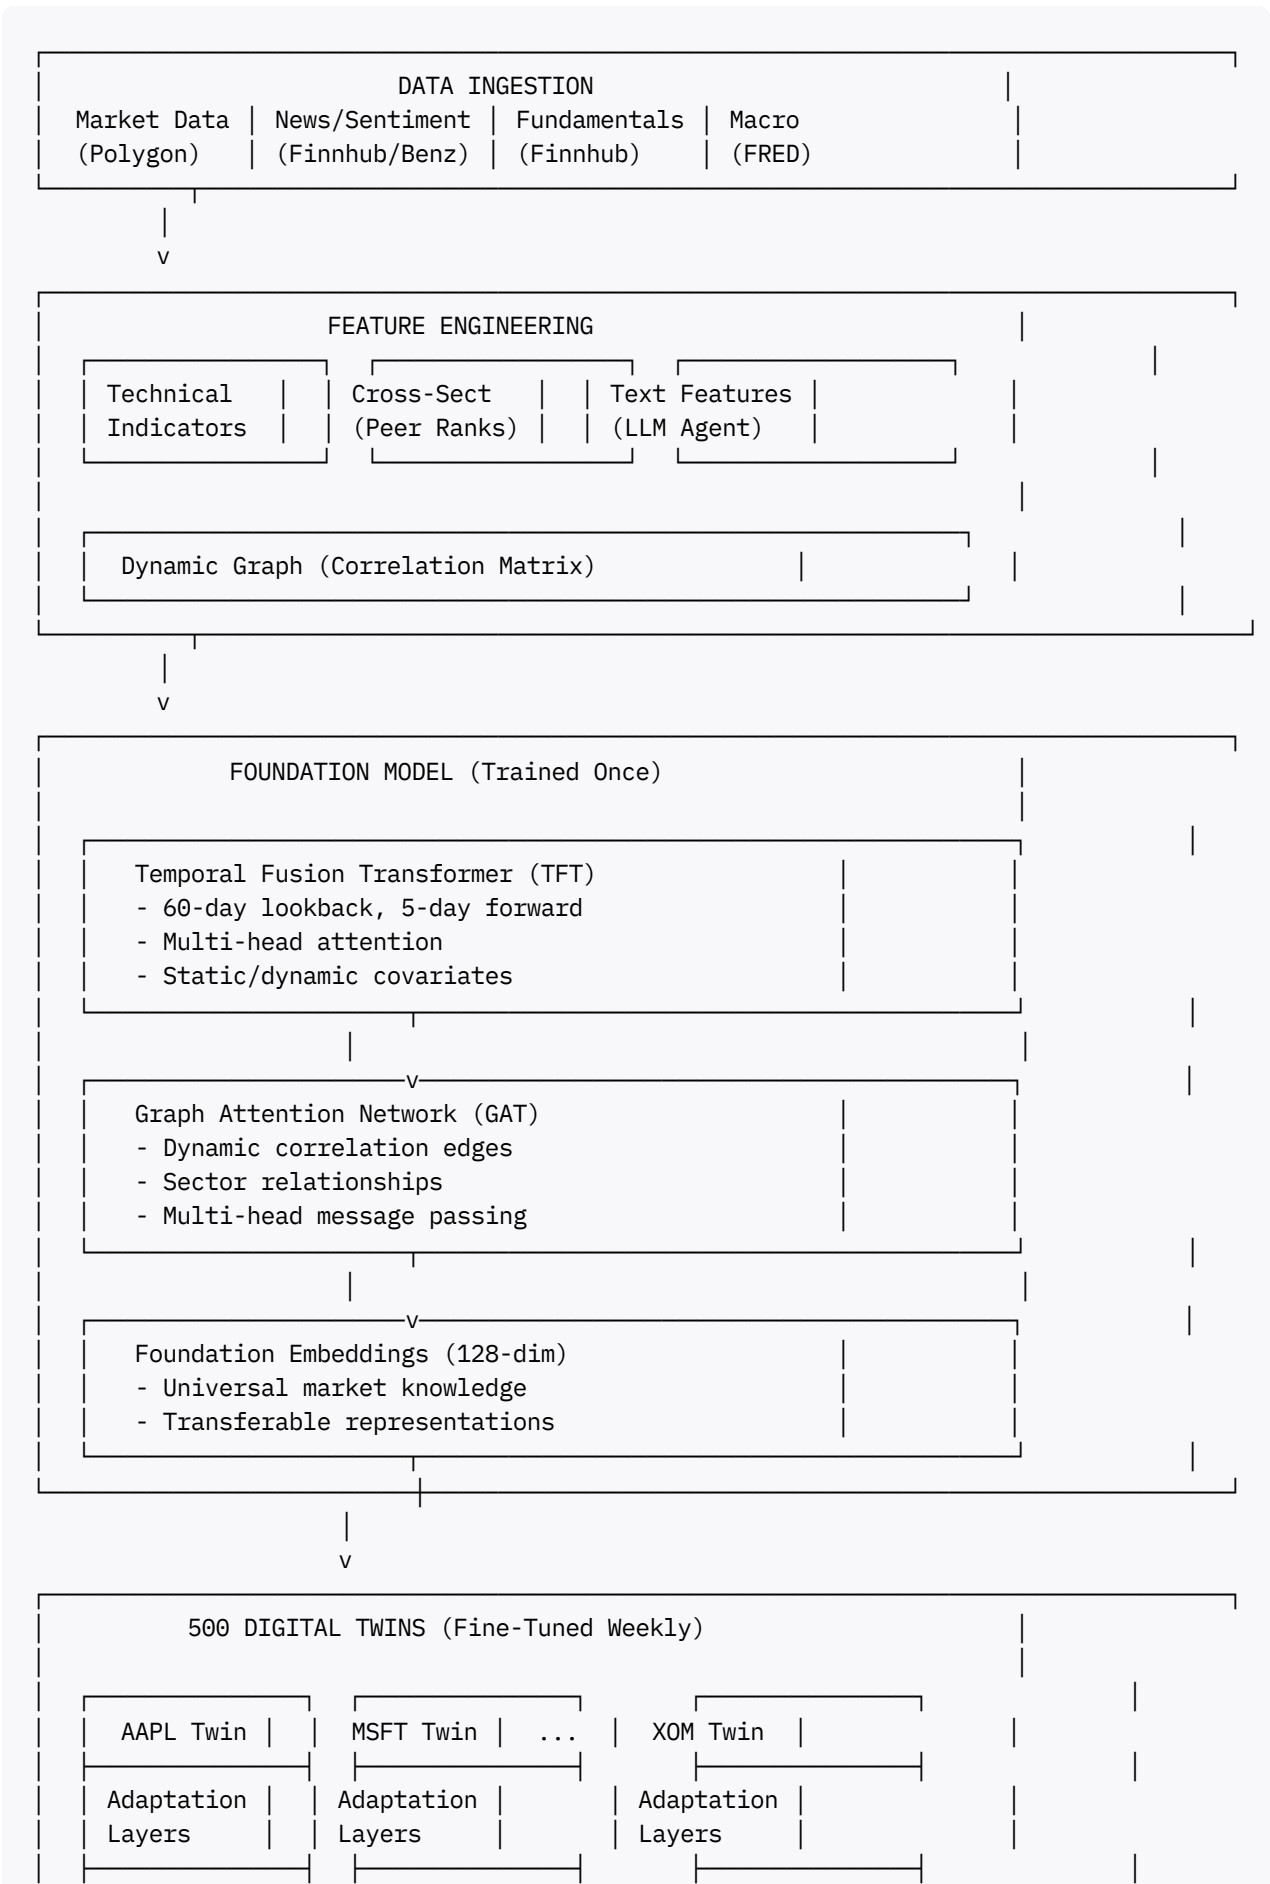 DATA INGESTION
Market Data | News/Sentiment | Fundamentals | Macro
(Polygon) | (Finnhub/Benz) | (Finnhub) | (FRED)
v
FEATURE ENGINEERING
Technical | Cross-Sect | Text Features
Indicators | (Peer Ranks) | (LLM Agent)
Dynamic Graph (Correlation Matrix)
v
FOUNDATION MODEL (Trained Once)
Temporal Fusion Transformer (TFT)
- 60-day lookback, 5-day forward
- Multi-head attention
- Static/dynamic covariates
v
Graph Attention Network (GAT)
- Dynamic correlation edges
- Sector relationships
- Multi-head message passing
v
Foundation Embeddings (128-dim)
- Universal market knowledge
- Transferable representations
v
500 DIGITAL TWINS (Fine-Tuned Weekly)
AAPL Twin | MSFT Twin | ... | XOM Twin
Adaptation | Adaptation | Adaptation
Layers | Layers | Layers